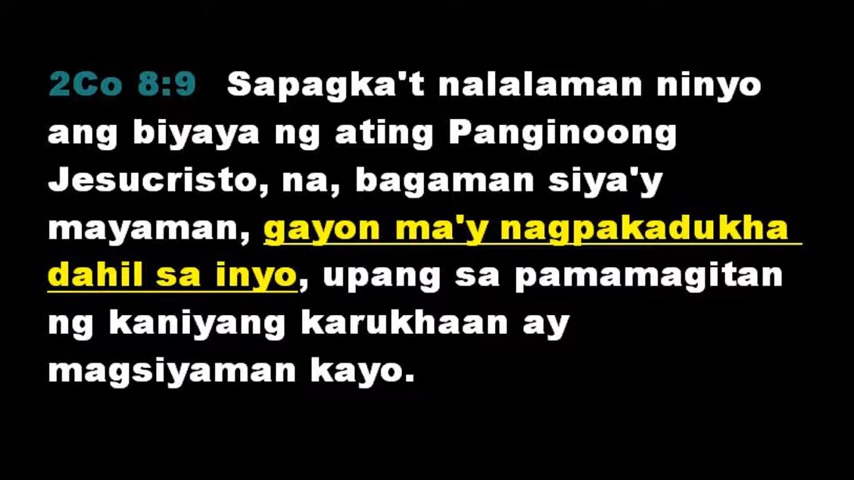 2Co 8:9 Sapagka't nalalaman ninyo
ang biyaya ng ating Panginoong
Jesucristo, na, bagaman siya'y
mayaman, gayon ma'y nagpakadukha
dahil sa inyo, upang sa pamamagitan
ng kaniyang karukhaan ay
magsiyaman kayo.